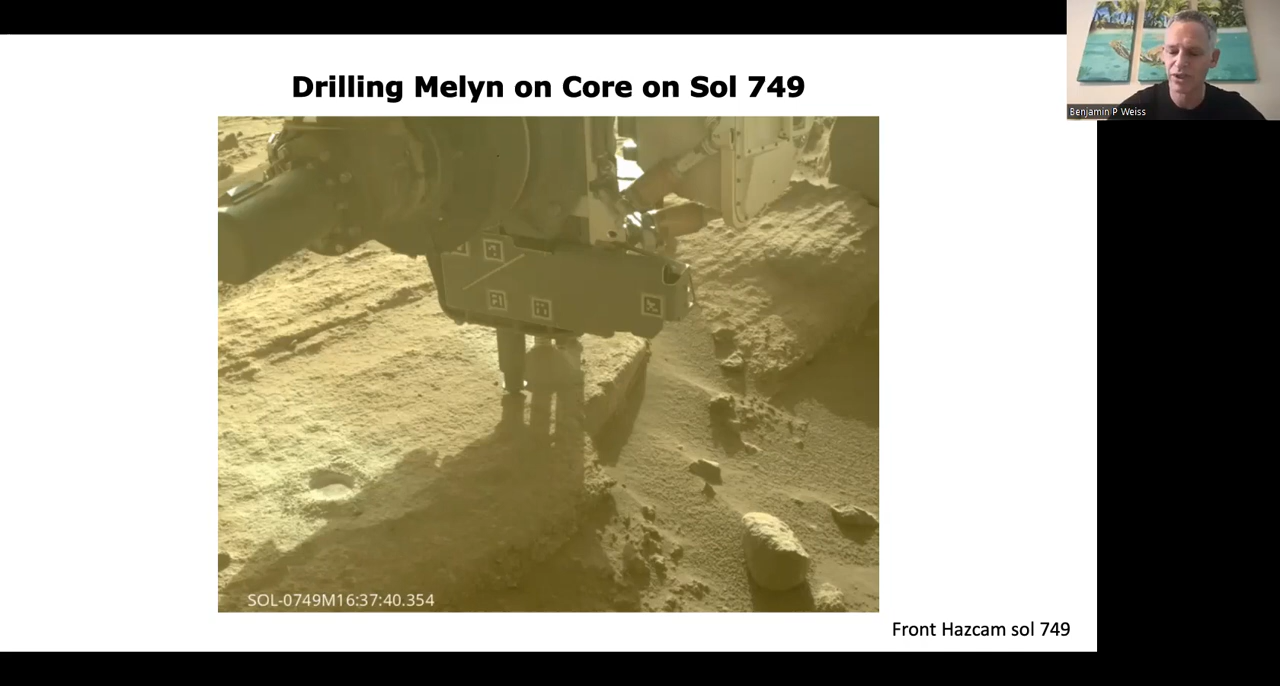 Drilling Melyn on Core on Sol 749
Benjamin P Weiss
SOL-0749M16:37:40.354
Front Hazcam sol 749